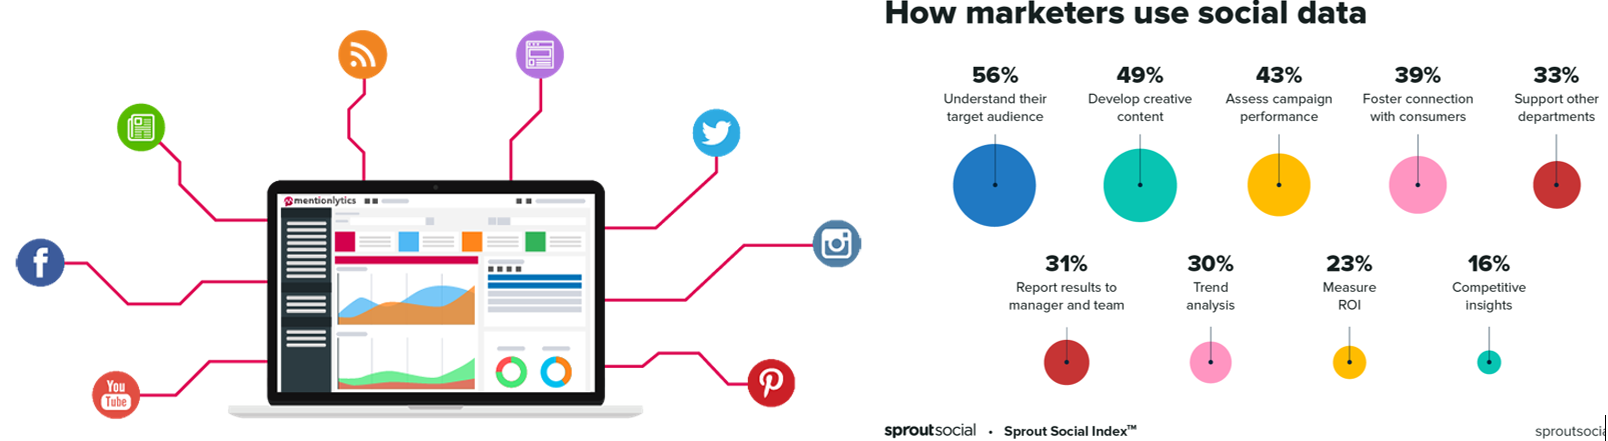 How marketers use social data
56%
Understand their
target audience
49%
Develop creative
content
43%
Assess campaign
performance
39%
Foster connection
with consumers
33%
Support other
departments
31%
Report results to
manager and team
30%
Trend
analysis
23%
Measure
ROI
16%
Competitive
insights
mentionlytics
You
Tube
sproutsocial • Sprout Social Index™
sproutsocia